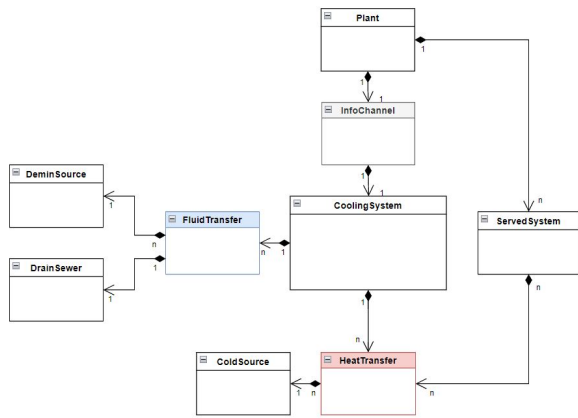 Plant
1
1
1
InfoChannel
1
1
DeminSource
1
FluidTransfer
n
1
n
1
CoolingSystem
1
n
ServedSystem
n
DrainSewer
1
n
ColdSource
1
n
HeatTransfer
n